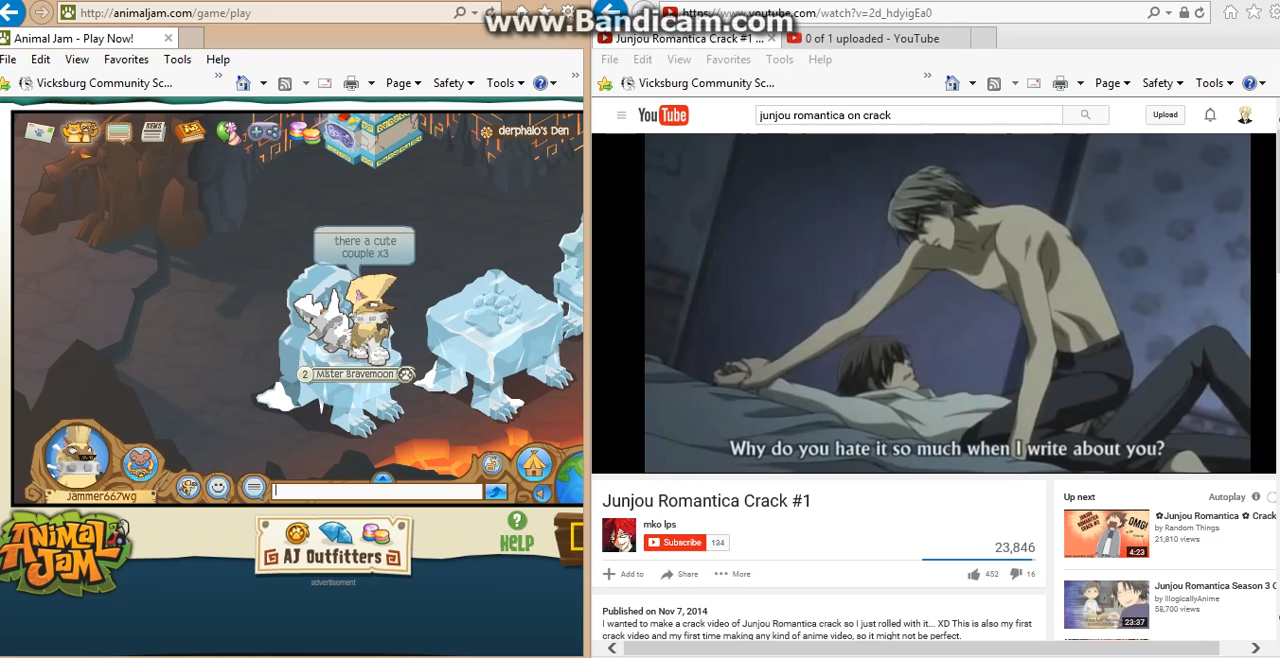 www.Bandicam.com
http://animaljam.com/game/play
Animal Jam - Play Now!
File Edit View Favorites Tools Help
Vicksburg Community Sc...
Page Safety Tools
NEWS
derphalo's Den
there a cute
couple x3
2 Mister Bravemoon
Jammer667wg
ANIMAL
JAM
AJ Outfitters
advertisement
HELP
https://www.youtube.com/watch?v=2d_hdyigEa0
Junjou Romantica Crack #1 ...
0 of 1 uploaded - YouTube
File Edit View Favorites Tools Help
Vicksburg Community Sc...
Page Safety Tools
YouTube
junjou romantica on crack
Upload
Why do you hate it so much when I write about you?
Junjou Romantica Crack #1
mko lps
Subscribe 134
23,846
Add to Share More 452 16
Published on Nov 7, 2014
I wanted to make a crack video of Junjou Romantica crack so I just rolled with it... XD This is also my first
crack video and my first time making any kind of anime video, so it might not be perfect.
Up next Autoplay
OMG!
4:23
✿Junjou Romantica ✿ Crack
by Random Things
21,810 views
23:37
Junjou Romantica Season 3 C
by IllogicallyAnime
58,700 views